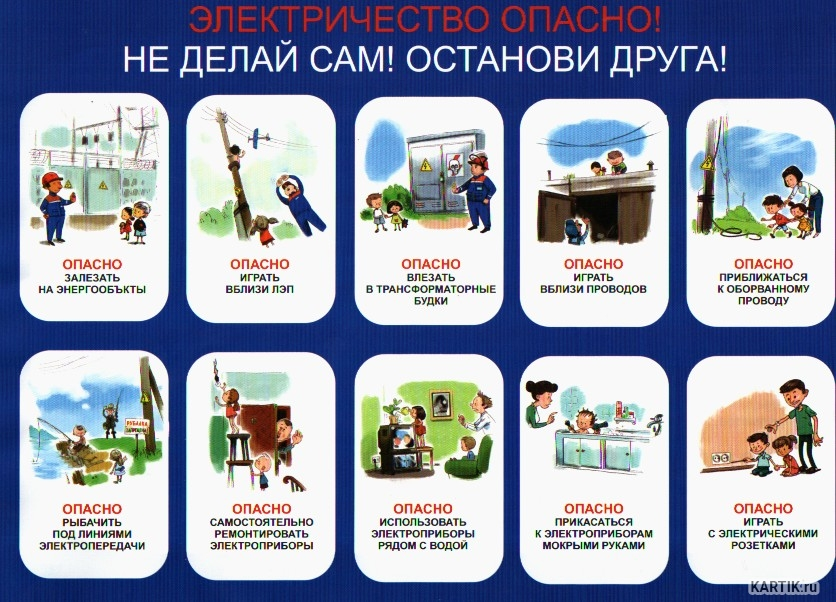 ЭЛЕКТРИЧЕСТВО ОПАСНО!
НЕ ДЕЛАЙ САМ! ОСТАНОВИ ДРУГА!
ОПАСНО
ЗАЛЕЗАТЬ
НА ЭНЕРГООБЪКТЫ
ОПАСНО
ИГРАТЬ
ВБЛИЗИ ЛЭП
ОПАСНО
ВЛЕЗАТЬ
В ТРАНСФОРМАТОРНЫЕ
БУДКИ
ОПАСНО
ИГРАТЬ
ВБЛИЗИ ПРОВОДОВ
ОПАСНО
ПРИБЛИЖАТЬСЯ
К ОБОРВАННОМУ
ПРОВОДУ
РЫБАЛКА
ЗАПРЕЩЕНА
ОПАСНО
РЫБАЧИТЬ
ПОД ЛИНИЯМИ
ЭЛЕКТРОПЕРЕДАЧИ
ОПАСНО
САМОСТОЯТЕЛЬНО
РЕМОНТИРОВАТЬ
ЭЛЕКТРОПРИБОРЫ
ОПАСНО
ИСПОЛЬЗОВАТЬ
ЭЛЕКТРОПРИБОРЫ
РЯДОМ С ВОДОЙ
ОПАСНО
ПРИКАСАТЬСЯ
К ЭЛЕКТРОПРИБОРАМ
МОКРЫМИ РУКАМИ
ОПАСНО
ИГРАТЬ
С ЭЛЕКТРИЧЕСКИМИ
РОЗЕТКАМИ
KARTIK.ru